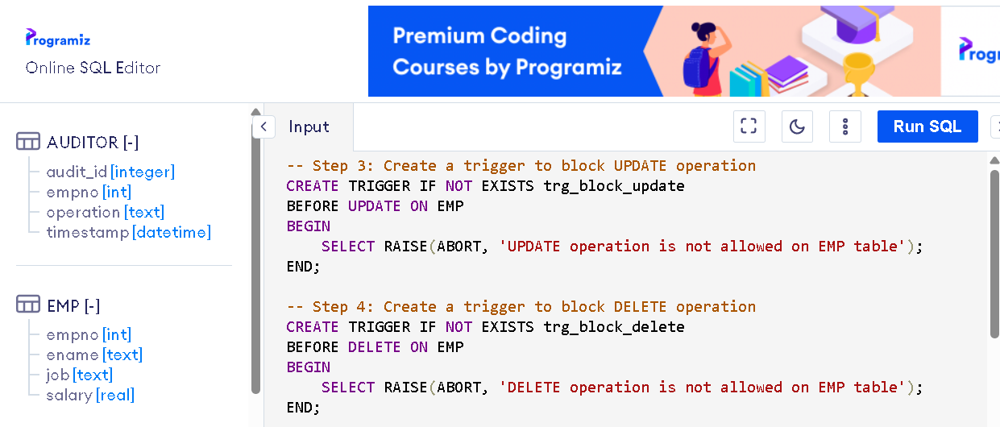 Programiz
Online SQL Editor
Premium Coding
Courses by Programiz
AUDITOR [-]
audit_id [integer]
empno [int]
operation [text]
timestamp [datetime]
EMP [-]
empno [int]
ename [text]
job [text]
salary [real]
Input
Run SQL
-- Step 3: Create a trigger to block UPDATE operation
CREATE TRIGGER IF NOT EXISTS trg_block_update
BEFORE UPDATE ON EMP
BEGIN
    SELECT RAISE(ABORT, 'UPDATE operation is not allowed on EMP table');
END;
-- Step 4: Create a trigger to block DELETE operation
CREATE TRIGGER IF NOT EXISTS trg_block_delete
BEFORE DELETE ON EMP
BEGIN
    SELECT RAISE(ABORT, 'DELETE operation is not allowed on EMP table');
END;